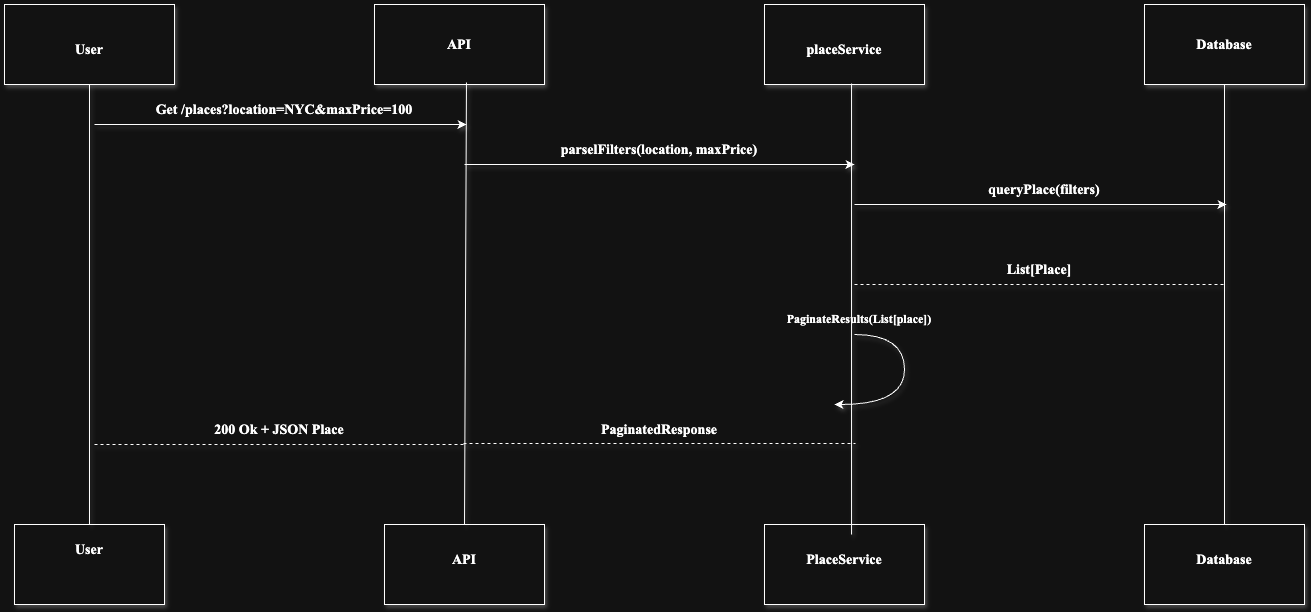 User
API
placeService
Database
Get /places?location=NYC&maxPrice=100
parselFilters(location, maxPrice)
queryPlace(filters)
List[Place]
PaginateResults(List[place])
200 Ok + JSON Place
PaginatedResponse
User
API
PlaceService
Database